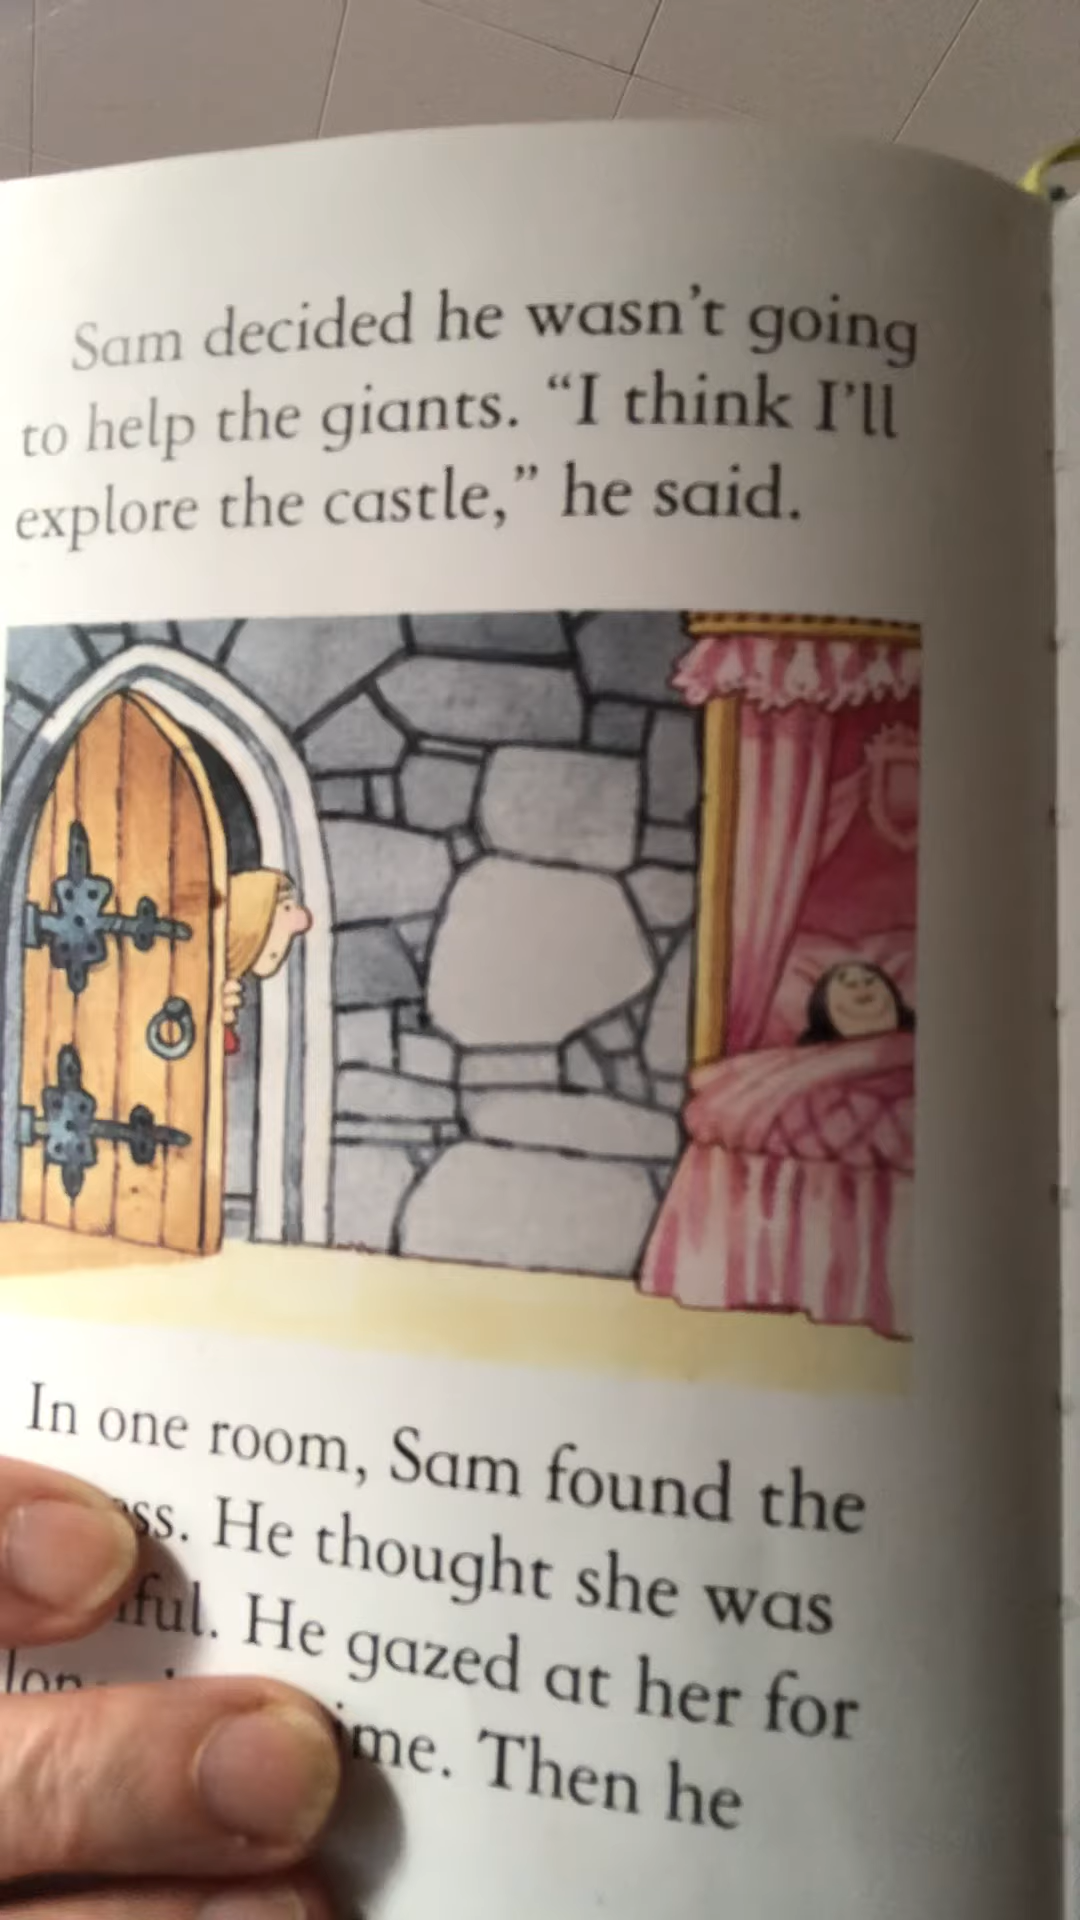 Sam decided he wasn't going
to help the giants. “I think I'll
explore the castle,” he said.
In one room, Sam found the
He thought she was
He gazed at her for
Then he